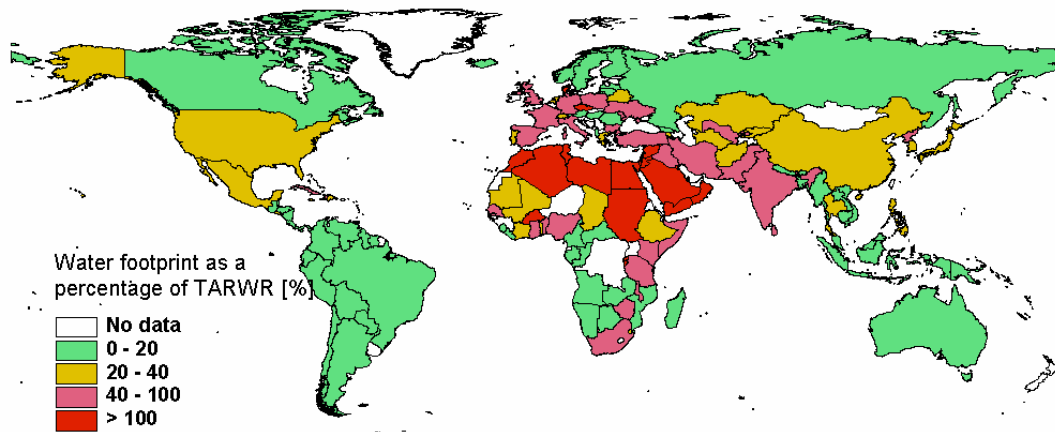 Water footprint as a
percentage of TARWR [%]
No data
0 - 20
20 - 40
40 - 100
> 100